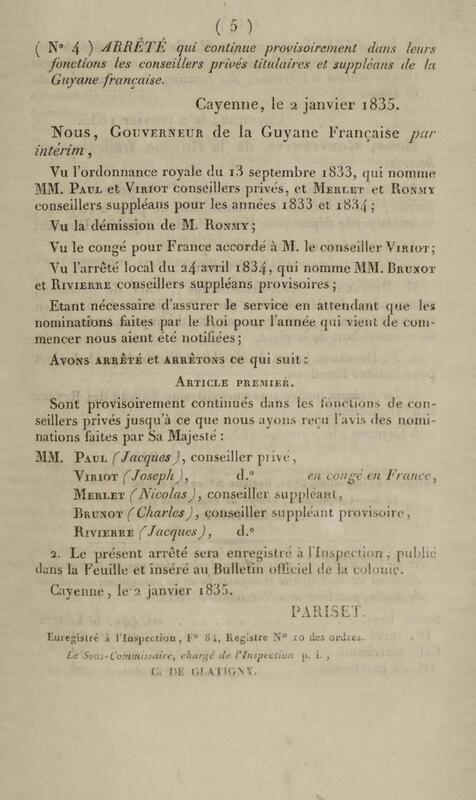 ( 5 )
( N° 4 ) ARRÊTÉ qui continue provisoirement dans leurs
fonctions les conseillers privés titulaires et suppléans de la
Guyane française.
Cayenne, le 2 janvier 1835.
Nous, Gouverneur de la Guyane Française par
intérim,
Vu l'ordonnance royale du 13 septembre 1833, qui nomme
MM. Paul et Viriot conseillers privés, et Merlet et Ronmy
conseillers suppléans pour les années 1833 et 1834;
Vu la démission de M. Ronmy;
Vu le congé pour France accordé à M. le conseiller Viriot;
Vu l'arrêté local du 24 avril 1834, qui nomme MM. Brunot
et Rivierre conseillers suppléans provisoires;
Etant nécessaire d'assurer le service en attendant que les
nominations faites par le Roi pour l'année qui vient de com-
mencer nous aient été notifiées;
Avons arrêté et arrêtons ce qui suit:
Article premier.
Sont provisoirement continués dans les fonctions de con-
seillers privés jusqu'à ce que nous ayons reçu l'avis des nomi-
nations faites par Sa Majesté:
MM. Paul (Jacques), conseiller privé,
Viriot (Joseph), d.° en congé en France,
Merlet (Nicolas), conseiller suppléant,
Brunot (Charles), conseiller suppléant provisoire,
Rivierre (Jacques), d.°
2. Le présent arrêté sera enregistré à l'Inspection, publié
dans la Feuille et inséré au Bulletin officiel de la colonie.
Cayenne, le 2 janvier 1835.
PARISET.
Enregistré à l'Inspection, F° 84, Registre N° 10 des ordres.
Le Sous-Commissaire, chargé de l'Inspection p. i.,
C. DE GLATIGNY.